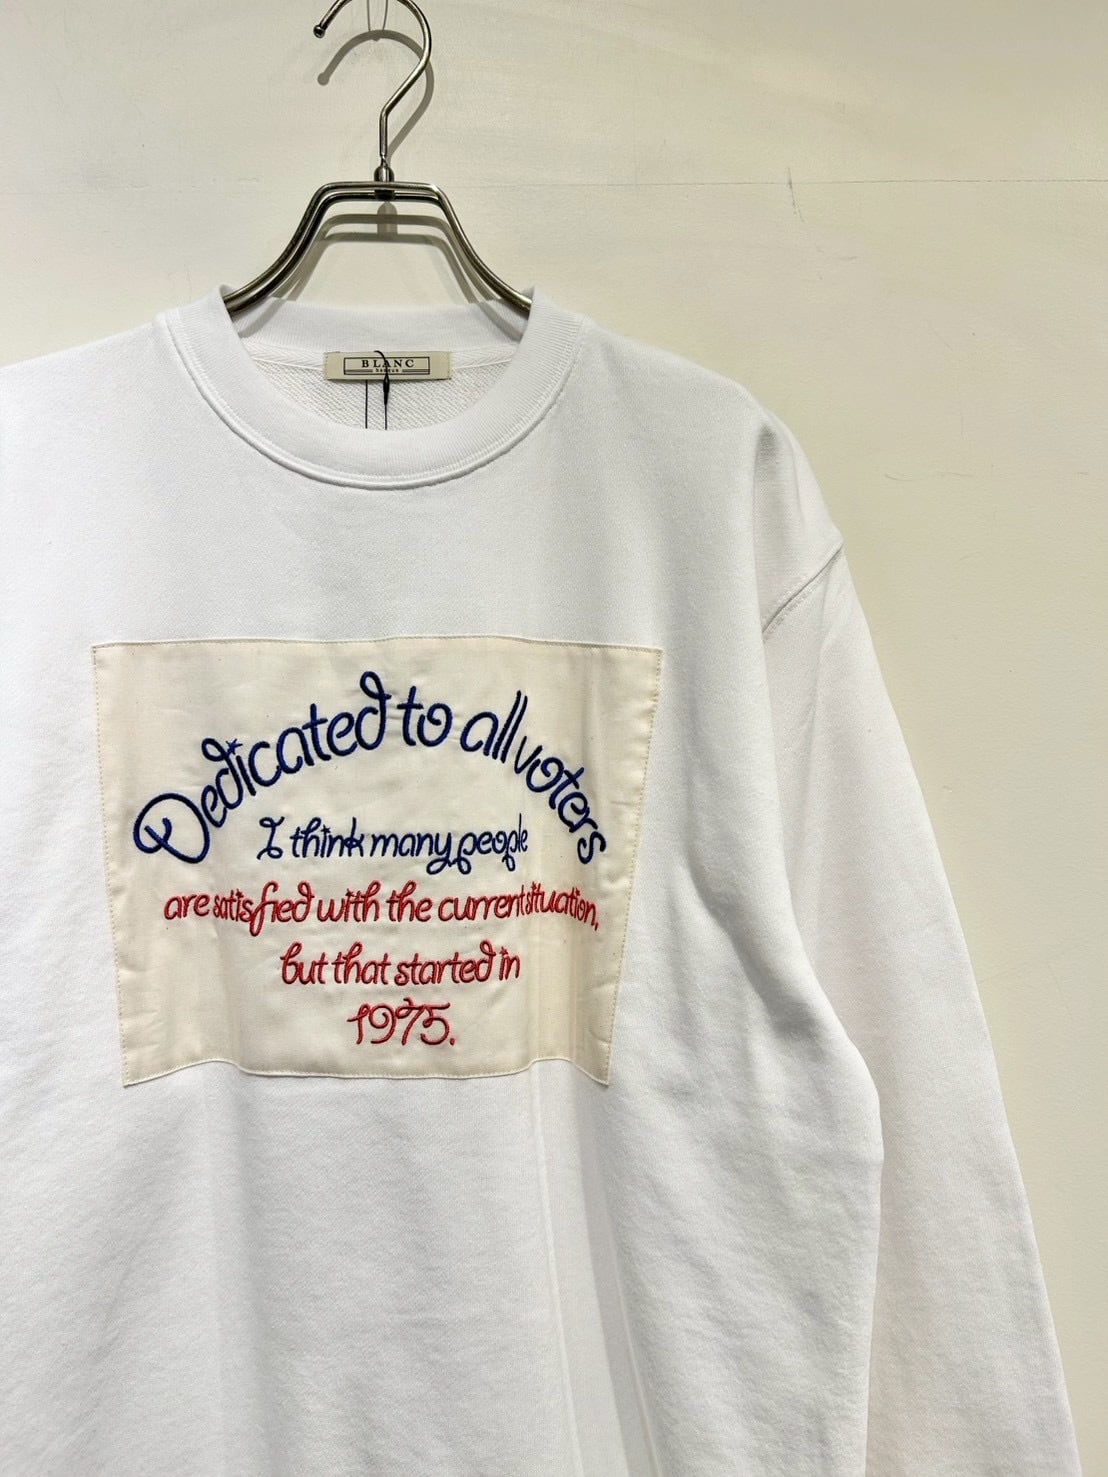 BLANC
Dedicated to all voters
I think many people
are satisfied with the current situation,
but that started in
1975.